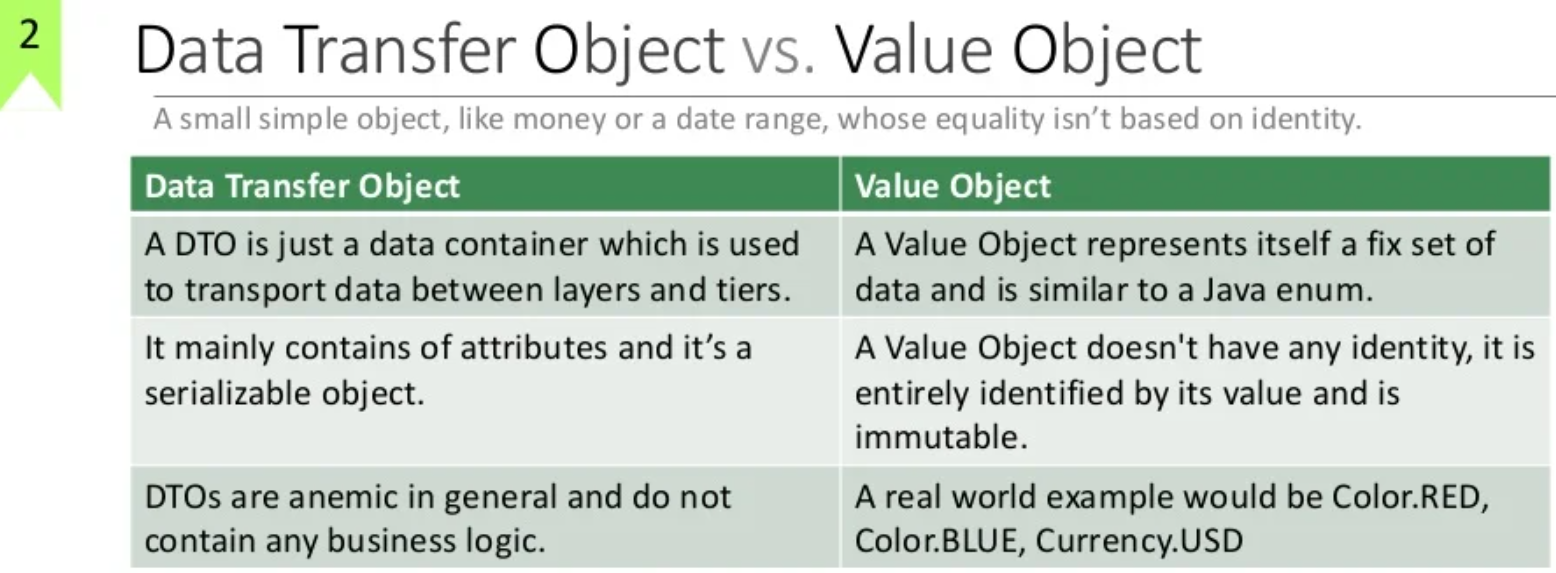 2
Data Transfer Object vs. Value Object
A small simple object, like money or a date range, whose equality isn't based on identity.
Data Transfer Object
Value Object
A DTO is just a data container which is used
to transport data between layers and tiers.
A Value Object represents itself a fix set of
data and is similar to a Java enum.
It mainly contains of attributes and it's a
serializable object.
A Value Object doesn't have any identity, it is
entirely identified by its value and is
immutable.
DTOs are anemic in general and do not
contain any business logic.
A real world example would be Color.RED,
Color.BLUE, Currency.USD